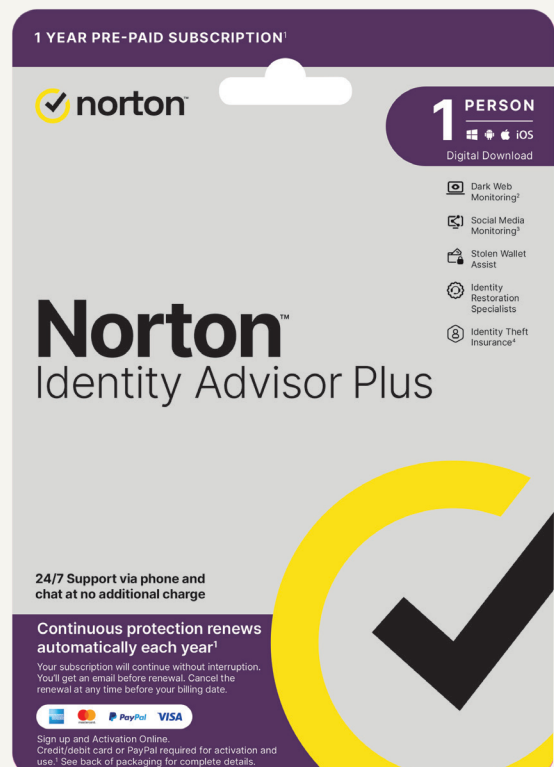 1 YEAR PRE-PAID SUBSCRIPTION¹
norton™
1 PERSON
iOS
Digital Download
Dark Web
Monitoring²
Social Media
Monitoring³
Stolen Wallet
Assist
Identity
Restoration
Specialists
Identity Theft
Insurance⁴
Norton™
Identity Advisor Plus
24/7 Support via phone and
chat at no additional charge
Continuous protection renews
automatically each year¹
Your subscription will continue without interruption.
You'll get an email before renewal. Cancel the
renewal at any time before your billing date.
PayPal VISA
Sign up and Activation Online.
Credit/debit card or PayPal required for activation and
use.¹ See back of packaging for complete details.